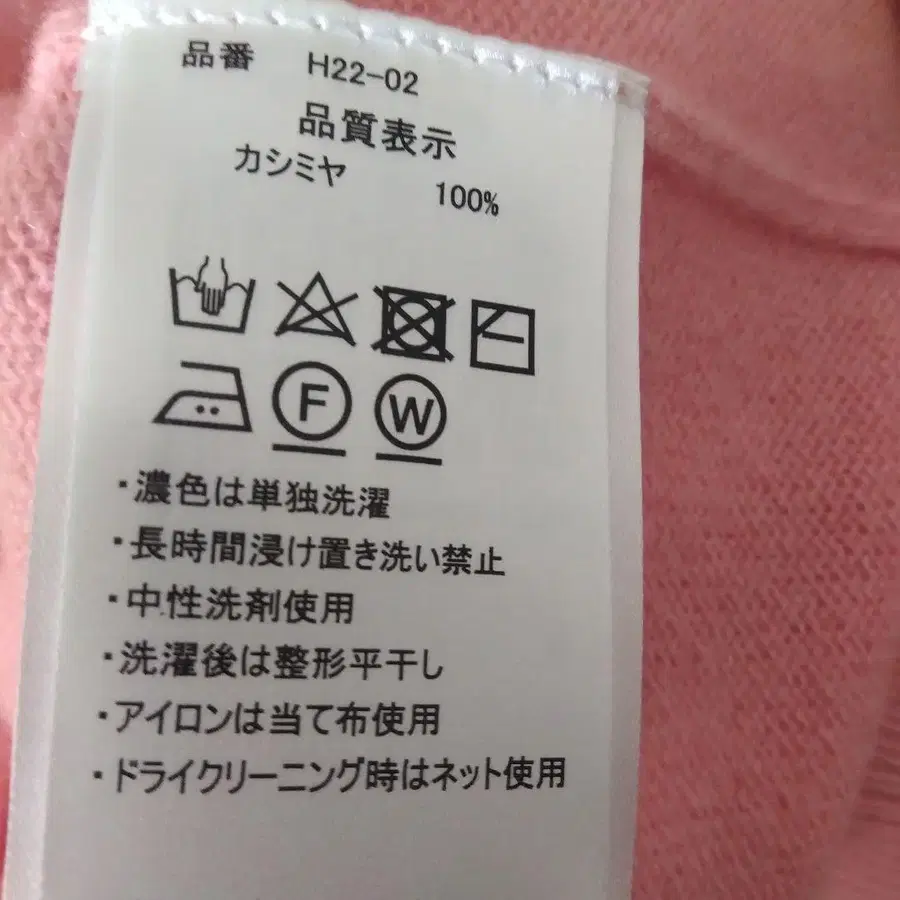 品番 H22-02
品質表示
カシミヤ 100%
F W
・濃色は単独洗濯
・長時間浸け置き洗い禁止
・中性洗剤使用
・洗濯後は整形平干し
・アイロンは当て布使用
・ドライクリーニング時はネット使用